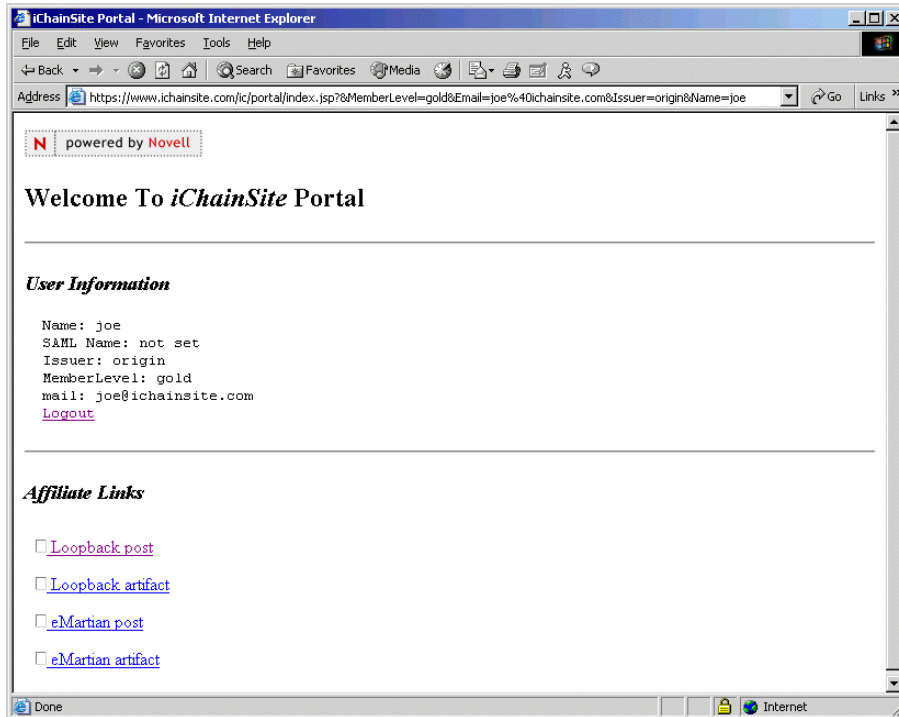 iChainSite Portal - Microsoft Internet Explorer
File Edit View Favorites Tools Help
Back Search Favorites Media
Address https://www.ichainsite.com/ic/portal/index.jsp?&MemberLevel=gold&Email=joe%40ichainsite.com&Issuer=origin&Name=joe Go Links »
N powered by Novell
Welcome To iChainSite Portal
User Information
Name: joe
SAML Name: not set
Issuer: origin
MemberLevel: gold
mail: joe@ichainsite.com
Logout
Affiliate Links
Loopback post
Loopback artifact
eMartian post
eMartian artifact
Done Internet